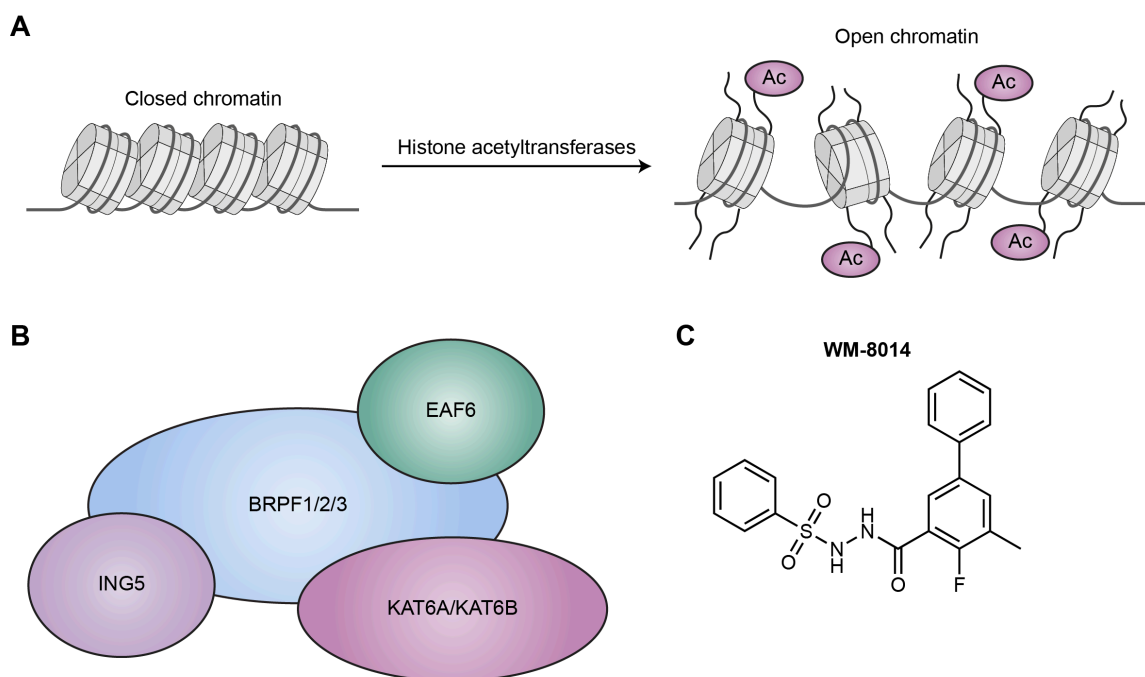 A
Closed chromatin
Histone acetyltransferases
Open chromatin
Ac
Ac
Ac
Ac
B
EAF6
BRPF1/2/3
ING5
KAT6A/KAT6B
C
WM-8014
O
S
O
N
H
H
N
O
F